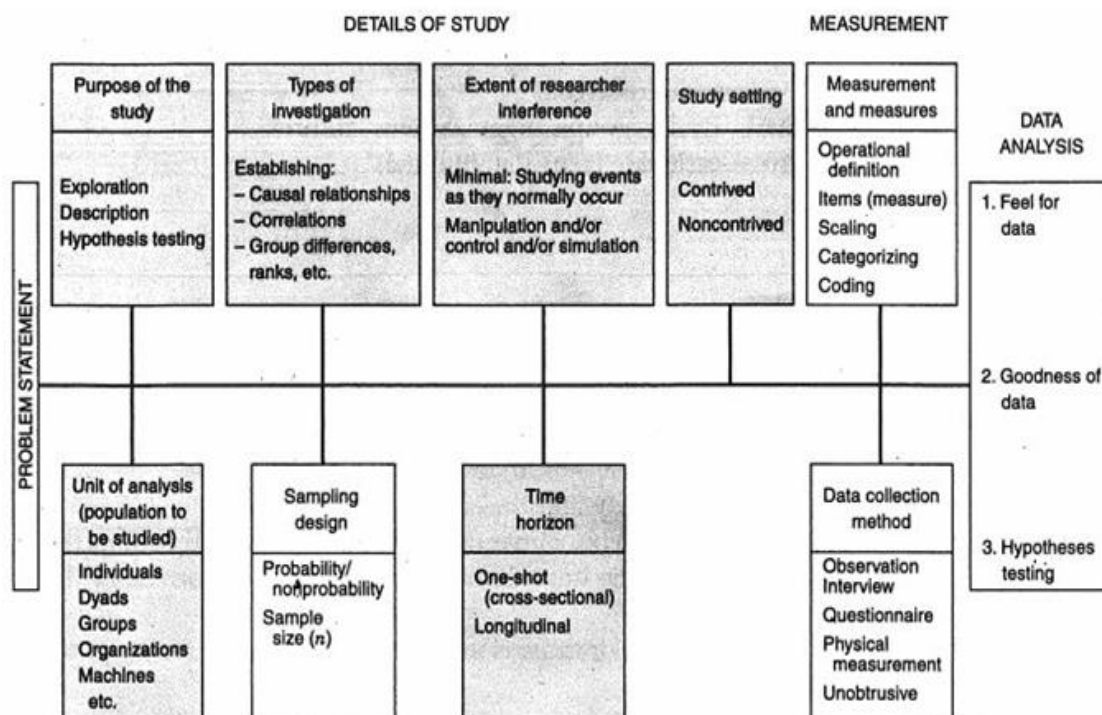 DETAILS OF STUDY
MEASUREMENT
Purpose of the
study
Exploration
Description
Hypothesis testing
Types of
investigation
Establishing:
– Causal relationships
– Correlations
– Group differences,
ranks, etc.
Extent of researcher
interference
Minimal: Studying events
as they normally occur
Manipulation and/or
control and/or simulation
Study setting
Contrived
Noncontrived
Measurement
and measures
Operational
definition
Items (measure)
Scaling
Categorizing
Coding
DATA
ANALYSIS
1. Feel for
data
2. Goodness of
data
3. Hypotheses
testing
PROBLEM STATEMENT
Unit of analysis
(population to
be studied)
Individuals
Dyads
Groups
Organizations
Machines
etc.
Sampling
design
Probability/
nonprobability
Sample
size (n)
Time
horizon
One-shot
(cross-sectional)
Longitudinal
Data collection
method
Observation
Interview
Questionnaire
Physical
measurement
Unobtrusive